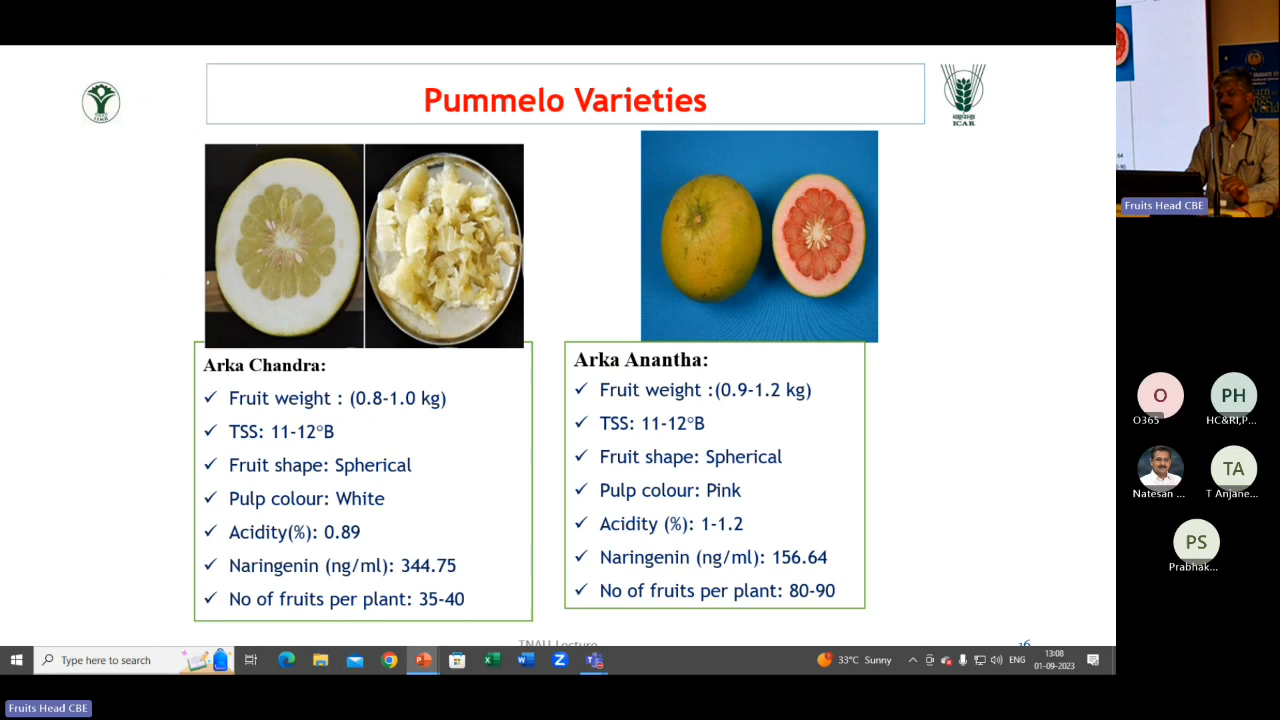 Pummelo Varieties
ICAR
Arka Chandra:
Fruit weight : (0.8-1.0 kg)
TSS: 11-12°B
Fruit shape: Spherical
Pulp colour: White
Acidity(%): 0.89
Naringenin (ng/ml): 344.75
No of fruits per plant: 35-40
Arka Anantha:
Fruit weight :(0.9-1.2 kg)
TSS: 11-12°B
Fruit shape: Spherical
Pulp colour: Pink
Acidity (%): 1-1.2
Naringenin (ng/ml): 156.64
No of fruits per plant: 80-90
TNAU Lecture
16
Type here to search
33°C Sunny
ENG
13:08
01-09-2023
Fruits Head CBE
O
O365
PH
HC&RI,P...
Natesan ...
TA
T Anjane...
PS
Prabhak...
Fruits Head CBE